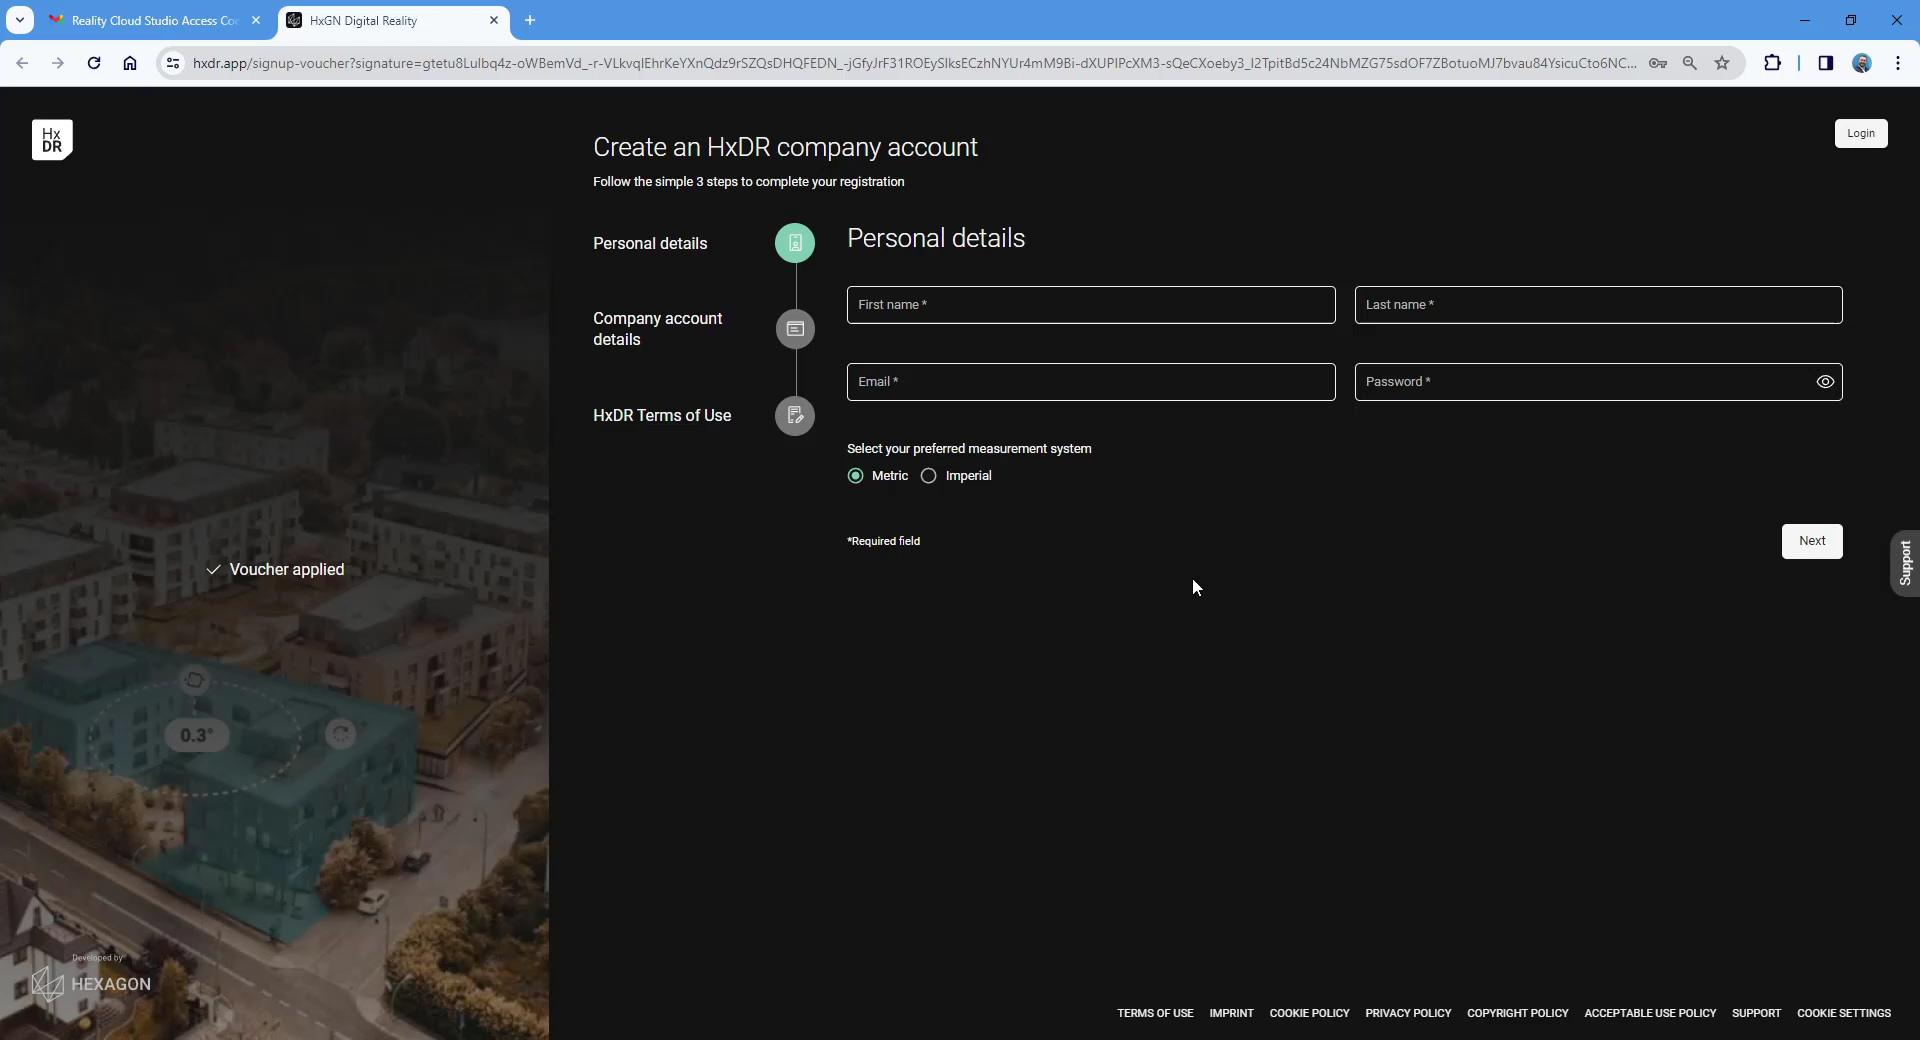 Reality Cloud Studio Access Co
HxGN Digital Reality
hxdr.app/signup-voucher?signature=gtetu8Lulbq4z-oWBemVd_-r-VLkvqlEhrKeYXnQdz9rSZQsDHQFEDN_-jGfyJrF31ROEySlksECzhNYUr4mM9Bi-dXUPlPcXM3-sQeCXoeby3_l2TpitBd5c24NbMZG75sdOF7ZBotuoMJ7bvau84YsicuCto6NC...
Hx
DR
Create an HxDR company account
Login
Follow the simple 3 steps to complete your registration
Personal details
Company account
details
HxDR Terms of Use
Personal details
First name *
Last name *
Email *
Password *
Select your preferred measurement system
Metric
Imperial
*Required field
Next
Support
Voucher applied
0.3°
Developed by
HEXAGON
TERMS OF USE IMPRINT COOKIE POLICY PRIVACY POLICY COPYRIGHT POLICY ACCEPTABLE USE POLICY SUPPORT COOKIE SETTINGS